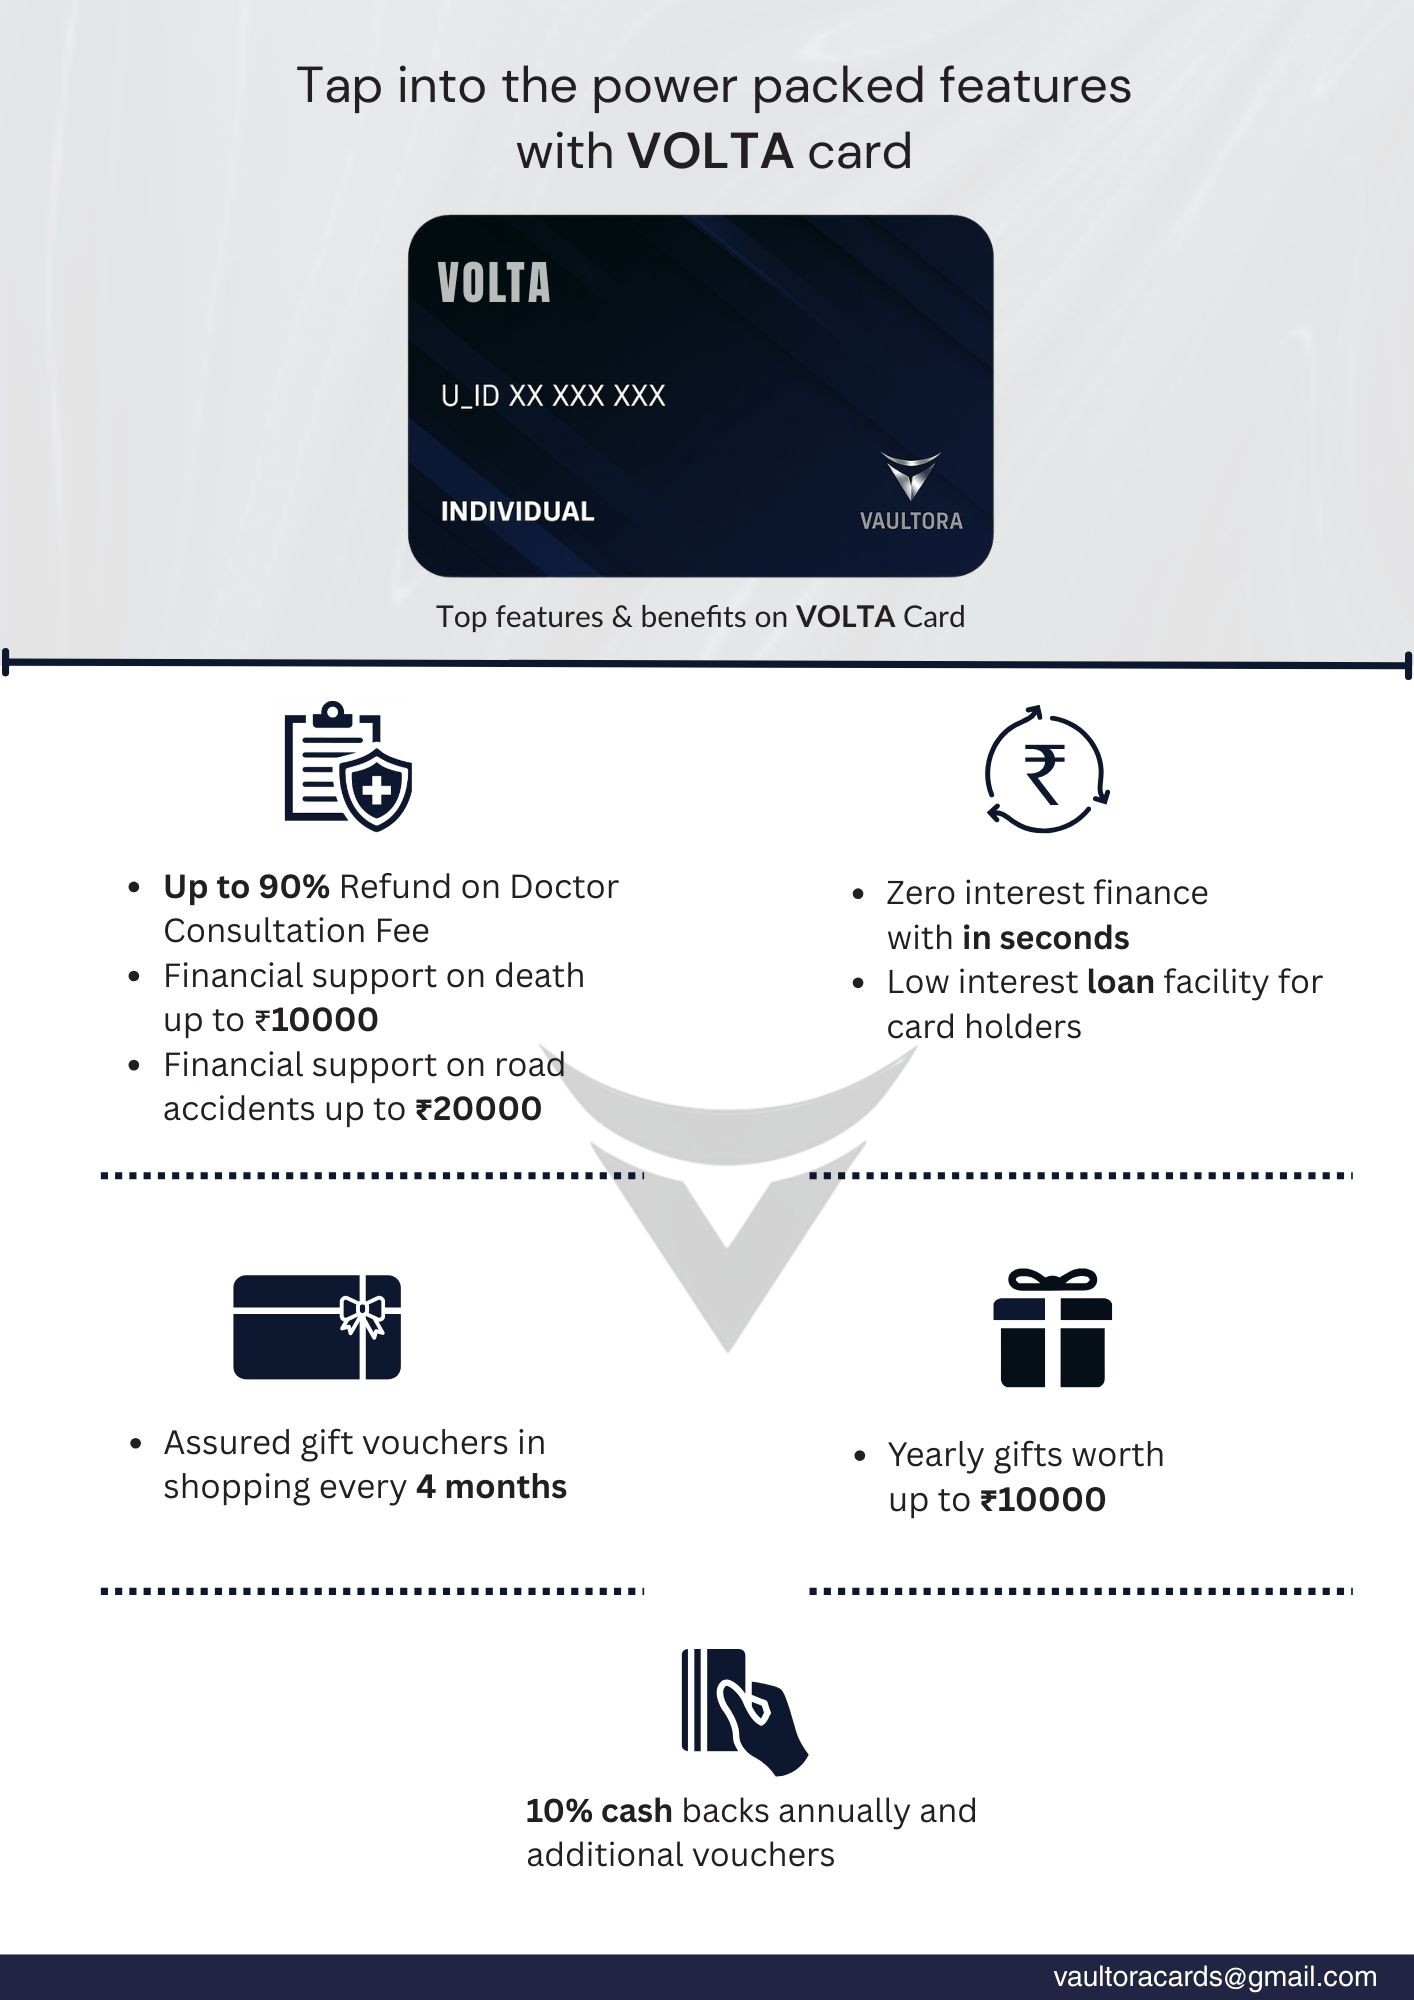 Tap into the power packed features
with VOLTA card
VOLTA
U_ID XX XXX XXX
INDIVIDUAL
VAULTORA
Top features & benefits on VOLTA Card
• Up to 90% Refund on Doctor
Consultation Fee
• Financial support on death
up to ₹10000
• Financial support on road
accidents up to ₹20000
₹
• Zero interest finance
with in seconds
• Low interest loan facility for
card holders
• Assured gift vouchers in
shopping every 4 months
• Yearly gifts worth
up to ₹10000
10% cash backs annually and
additional vouchers
vaultoracards@gmail.com